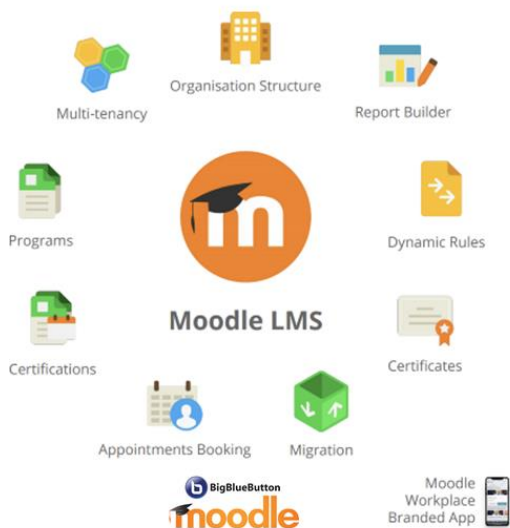 Organisation Structure
Multi-tenancy
Report Builder
m
Programs
Dynamic Rules
Moodle LMS
Certifications
Certificates
Appointments Booking
Migration
b BigBlueButton
moodle
Moodle
Workplace
Branded App